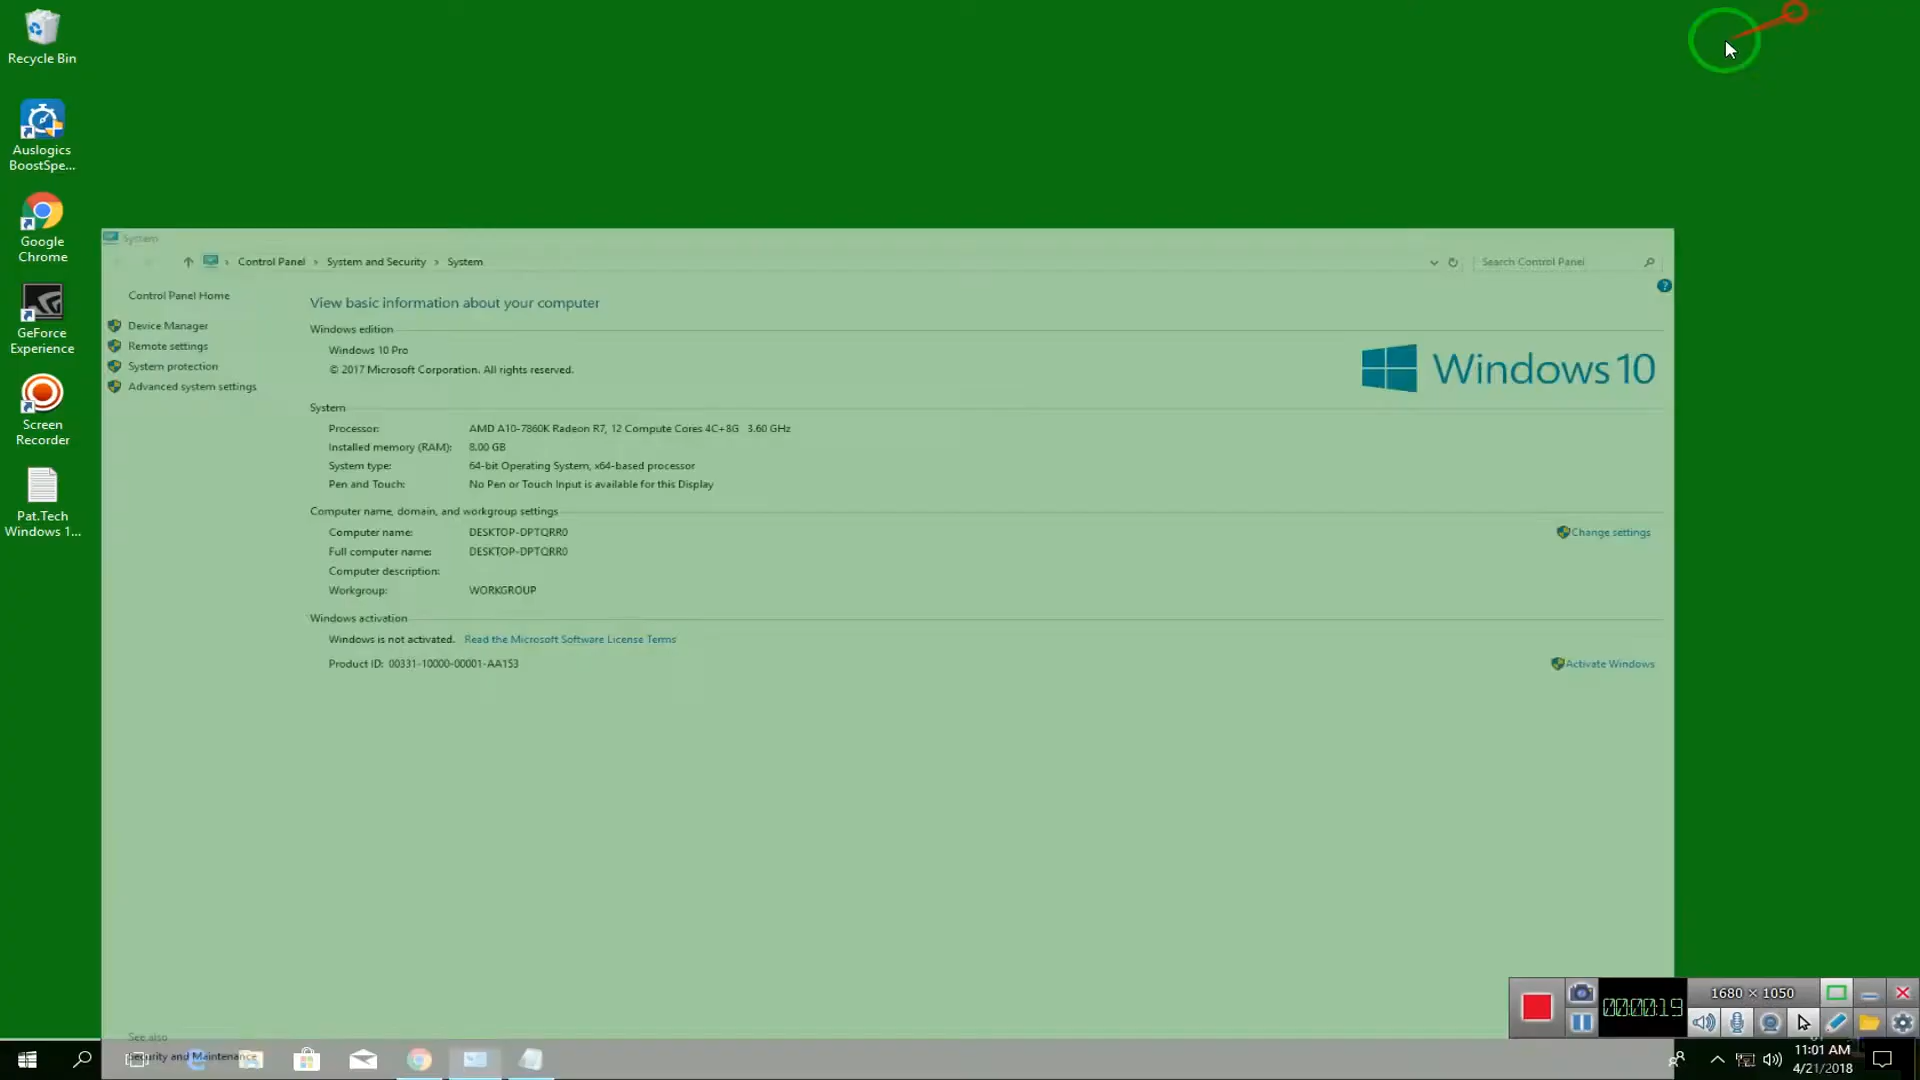 Recycle Bin
Auslogics
BoostSpe...
Google
Chrome
GeForce
Experience
Screen
Recorder
Pat.Tech
Windows 1...
System
Control Panel › System and Security › System
Search Control Panel
Control Panel Home
Device Manager
Remote settings
System protection
Advanced system settings
View basic information about your computer
Windows edition
Windows 10 Pro
© 2017 Microsoft Corporation. All rights reserved.
Windows 10
System
Processor: AMD A10-7860K Radeon R7, 12 Compute Cores 4C+8G 3.60 GHz
Installed memory (RAM): 8.00 GB
System type: 64-bit Operating System, x64-based processor
Pen and Touch: No Pen or Touch Input is available for this Display
Computer name, domain, and workgroup settings
Computer name: DESKTOP-DPTQRR0
Change settings
Full computer name: DESKTOP-DPTQRR0
Computer description:
Workgroup: WORKGROUP
Windows activation
Windows is not activated. Read the Microsoft Software License Terms
Product ID: 00331-10000-00001-AA153
Activate Windows
See also
Security and Maintenance
1680 × 1050
00:00:19
11:01 AM
4/21/2018